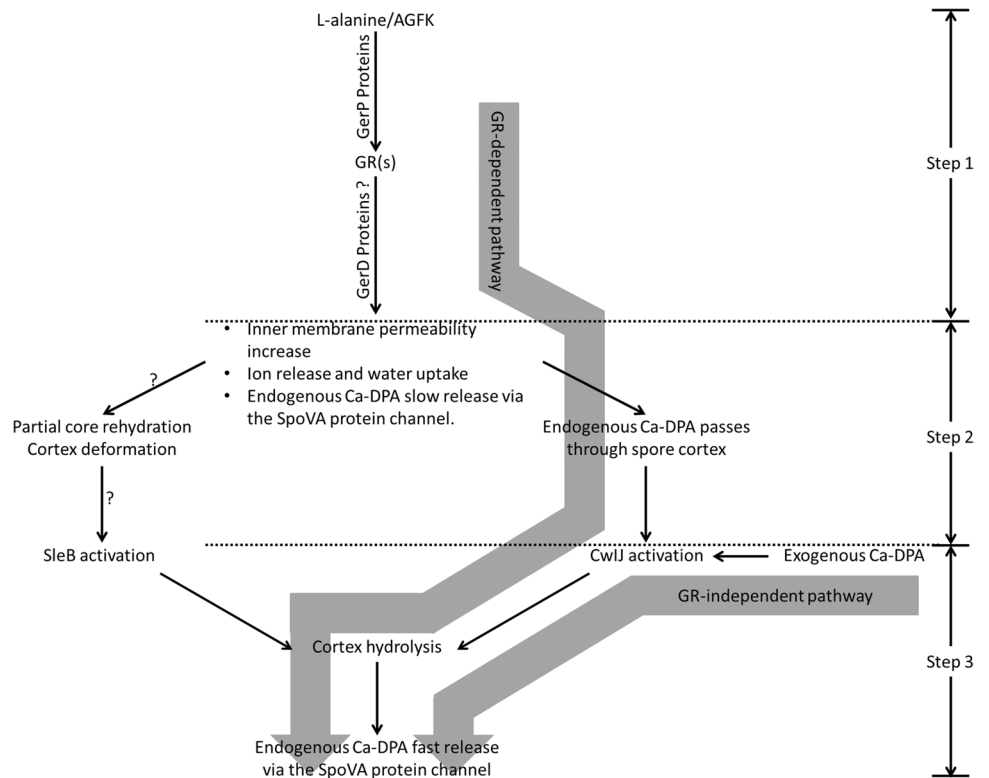 L-alanine/AGFK
GerP Proteins
GR(s)
GerD Proteins ?
GR-dependent pathway
Step 1
• Inner membrane permeability
increase
• Ion release and water uptake
• Endogenous Ca-DPA slow release via
the SpoVA protein channel.
?
Partial core rehydration
Cortex deformation
Endogenous Ca-DPA passes
through spore cortex
Step 2
?
SleB activation
CwlJ activation
Exogenous Ca-DPA
GR-independent pathway
Cortex hydrolysis
Step 3
Endogenous Ca-DPA fast release
via the SpoVA protein channel